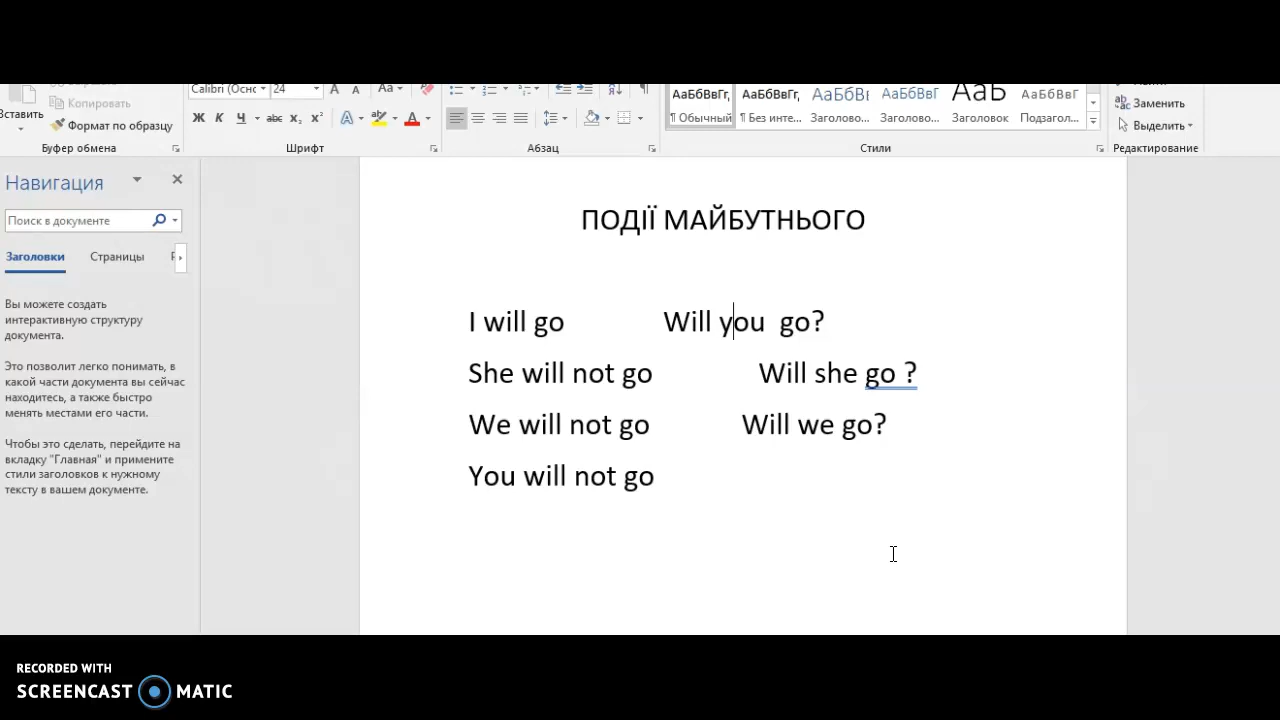 Calibri (Оснс 24 Aa
Копировать
Вставить
Формат по образцу
Ж К Ч abc x₂ x² A A
АаБбВвГг, АаБбВвГг, АаБбВı АаБбВвГ АаБ АаБбВвГ
¶ Обычный ¶ Без инте... Заголово... Заголово... Заголовок Подзагол...
Заменить
Выделить
Буфер обмена Шрифт Абзац Стили Редактирование
Навигация
Поиск в документе
Заголовки Страницы
Вы можете создать
интерактивную структуру
документа.
Это позволит легко понимать, в
какой части документа вы сейчас
находитесь, а также быстро
менять местами его части.
Чтобы это сделать, перейдите на
вкладку "Главная" и примените
стили заголовков к нужному
тексту в вашем документе.
ПОДІЇ МАЙБУТНЬОГО
I will go Will you go?
She will not go Will she go ?
We will not go Will we go?
You will not go
RECORDED WITH
SCREENCAST MATIC